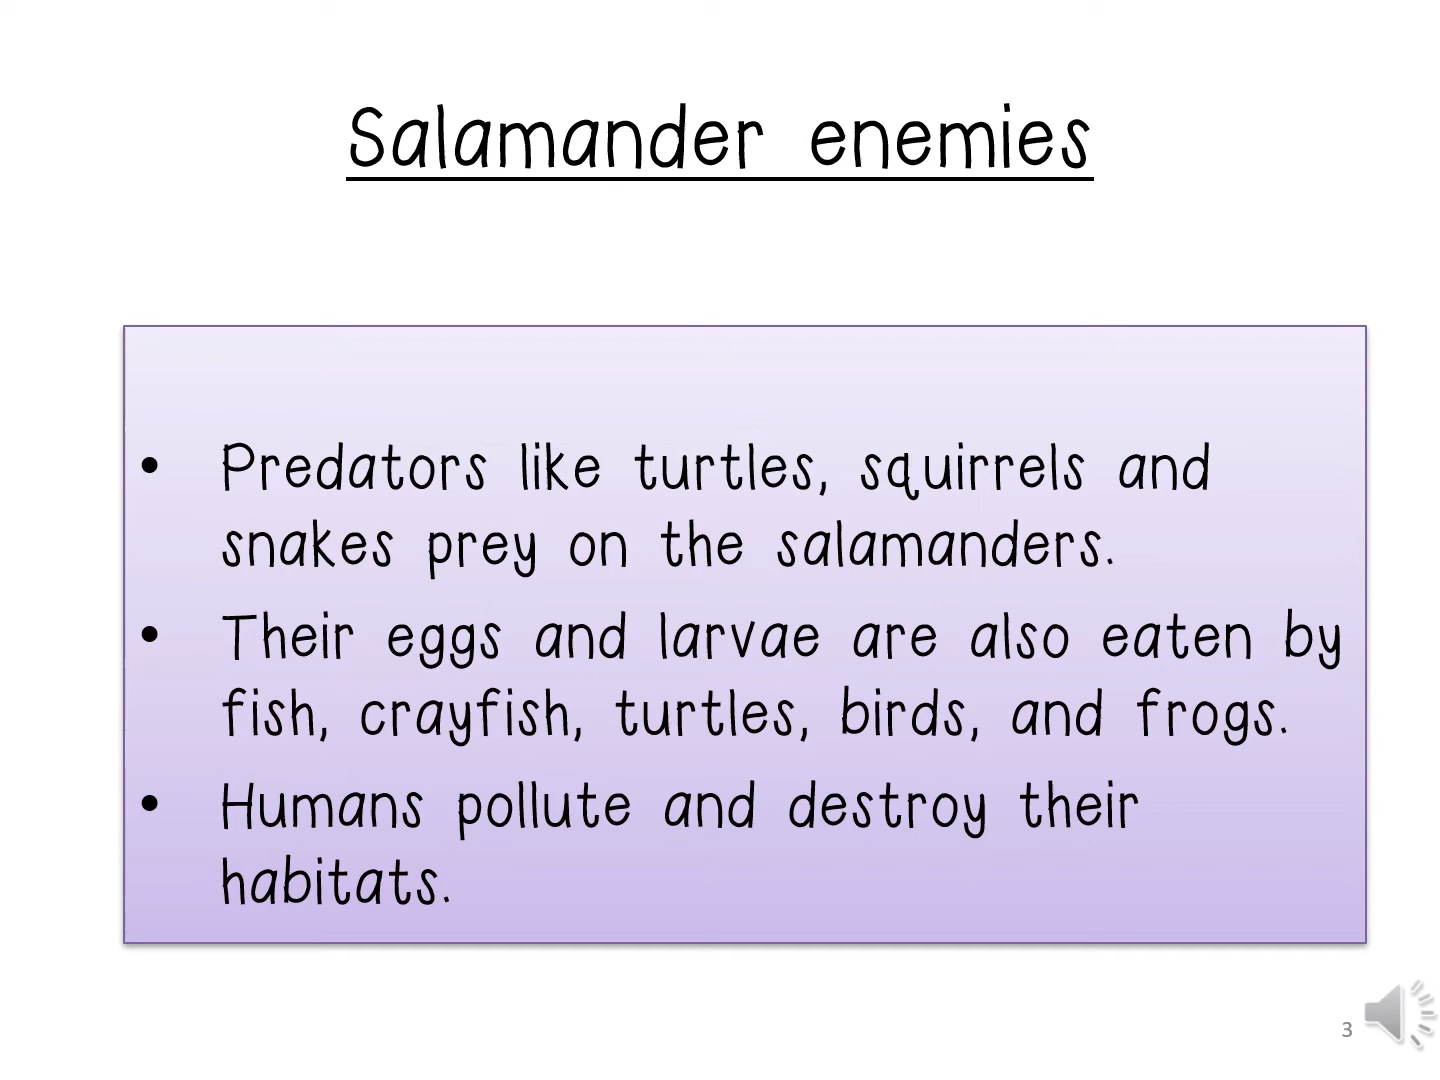 Salamander enemies
• Predators like turtles, squirrels and
snakes prey on the salamanders.
• Their eggs and larvae are also eaten by
fish, crayfish, turtles, birds, and frogs.
• Humans pollute and destroy their
habitats.
3